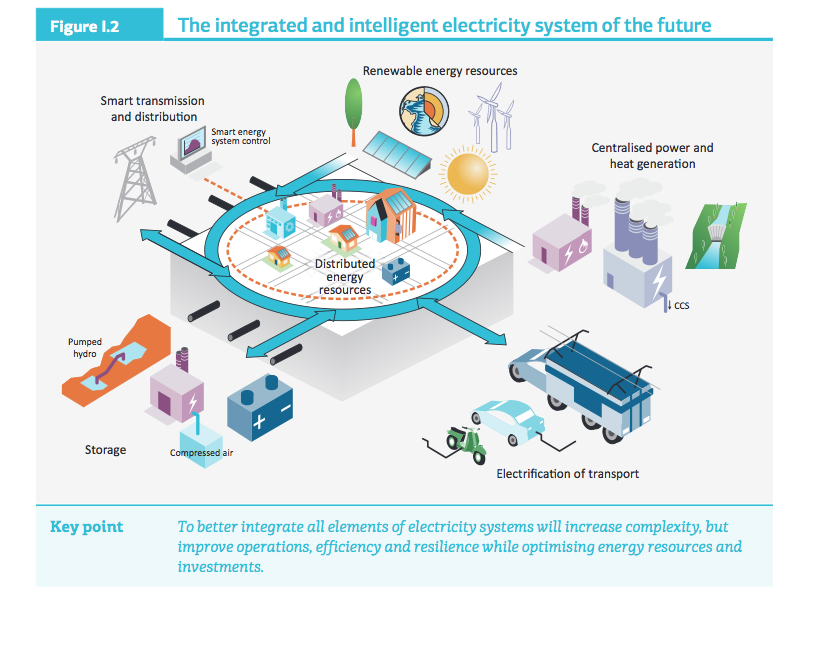 Figure I.2
The integrated and intelligent electricity system of the future
Renewable energy resources
Smart transmission
and distribution
Smart energy
system control
Centralised power and
heat generation
Distributed
energy
resources
CCS
Pumped
hydro
Storage
Compressed air
Electrification of transport
Key point
To better integrate all elements of electricity systems will increase complexity, but
improve operations, efficiency and resilience while optimising energy resources and
investments.